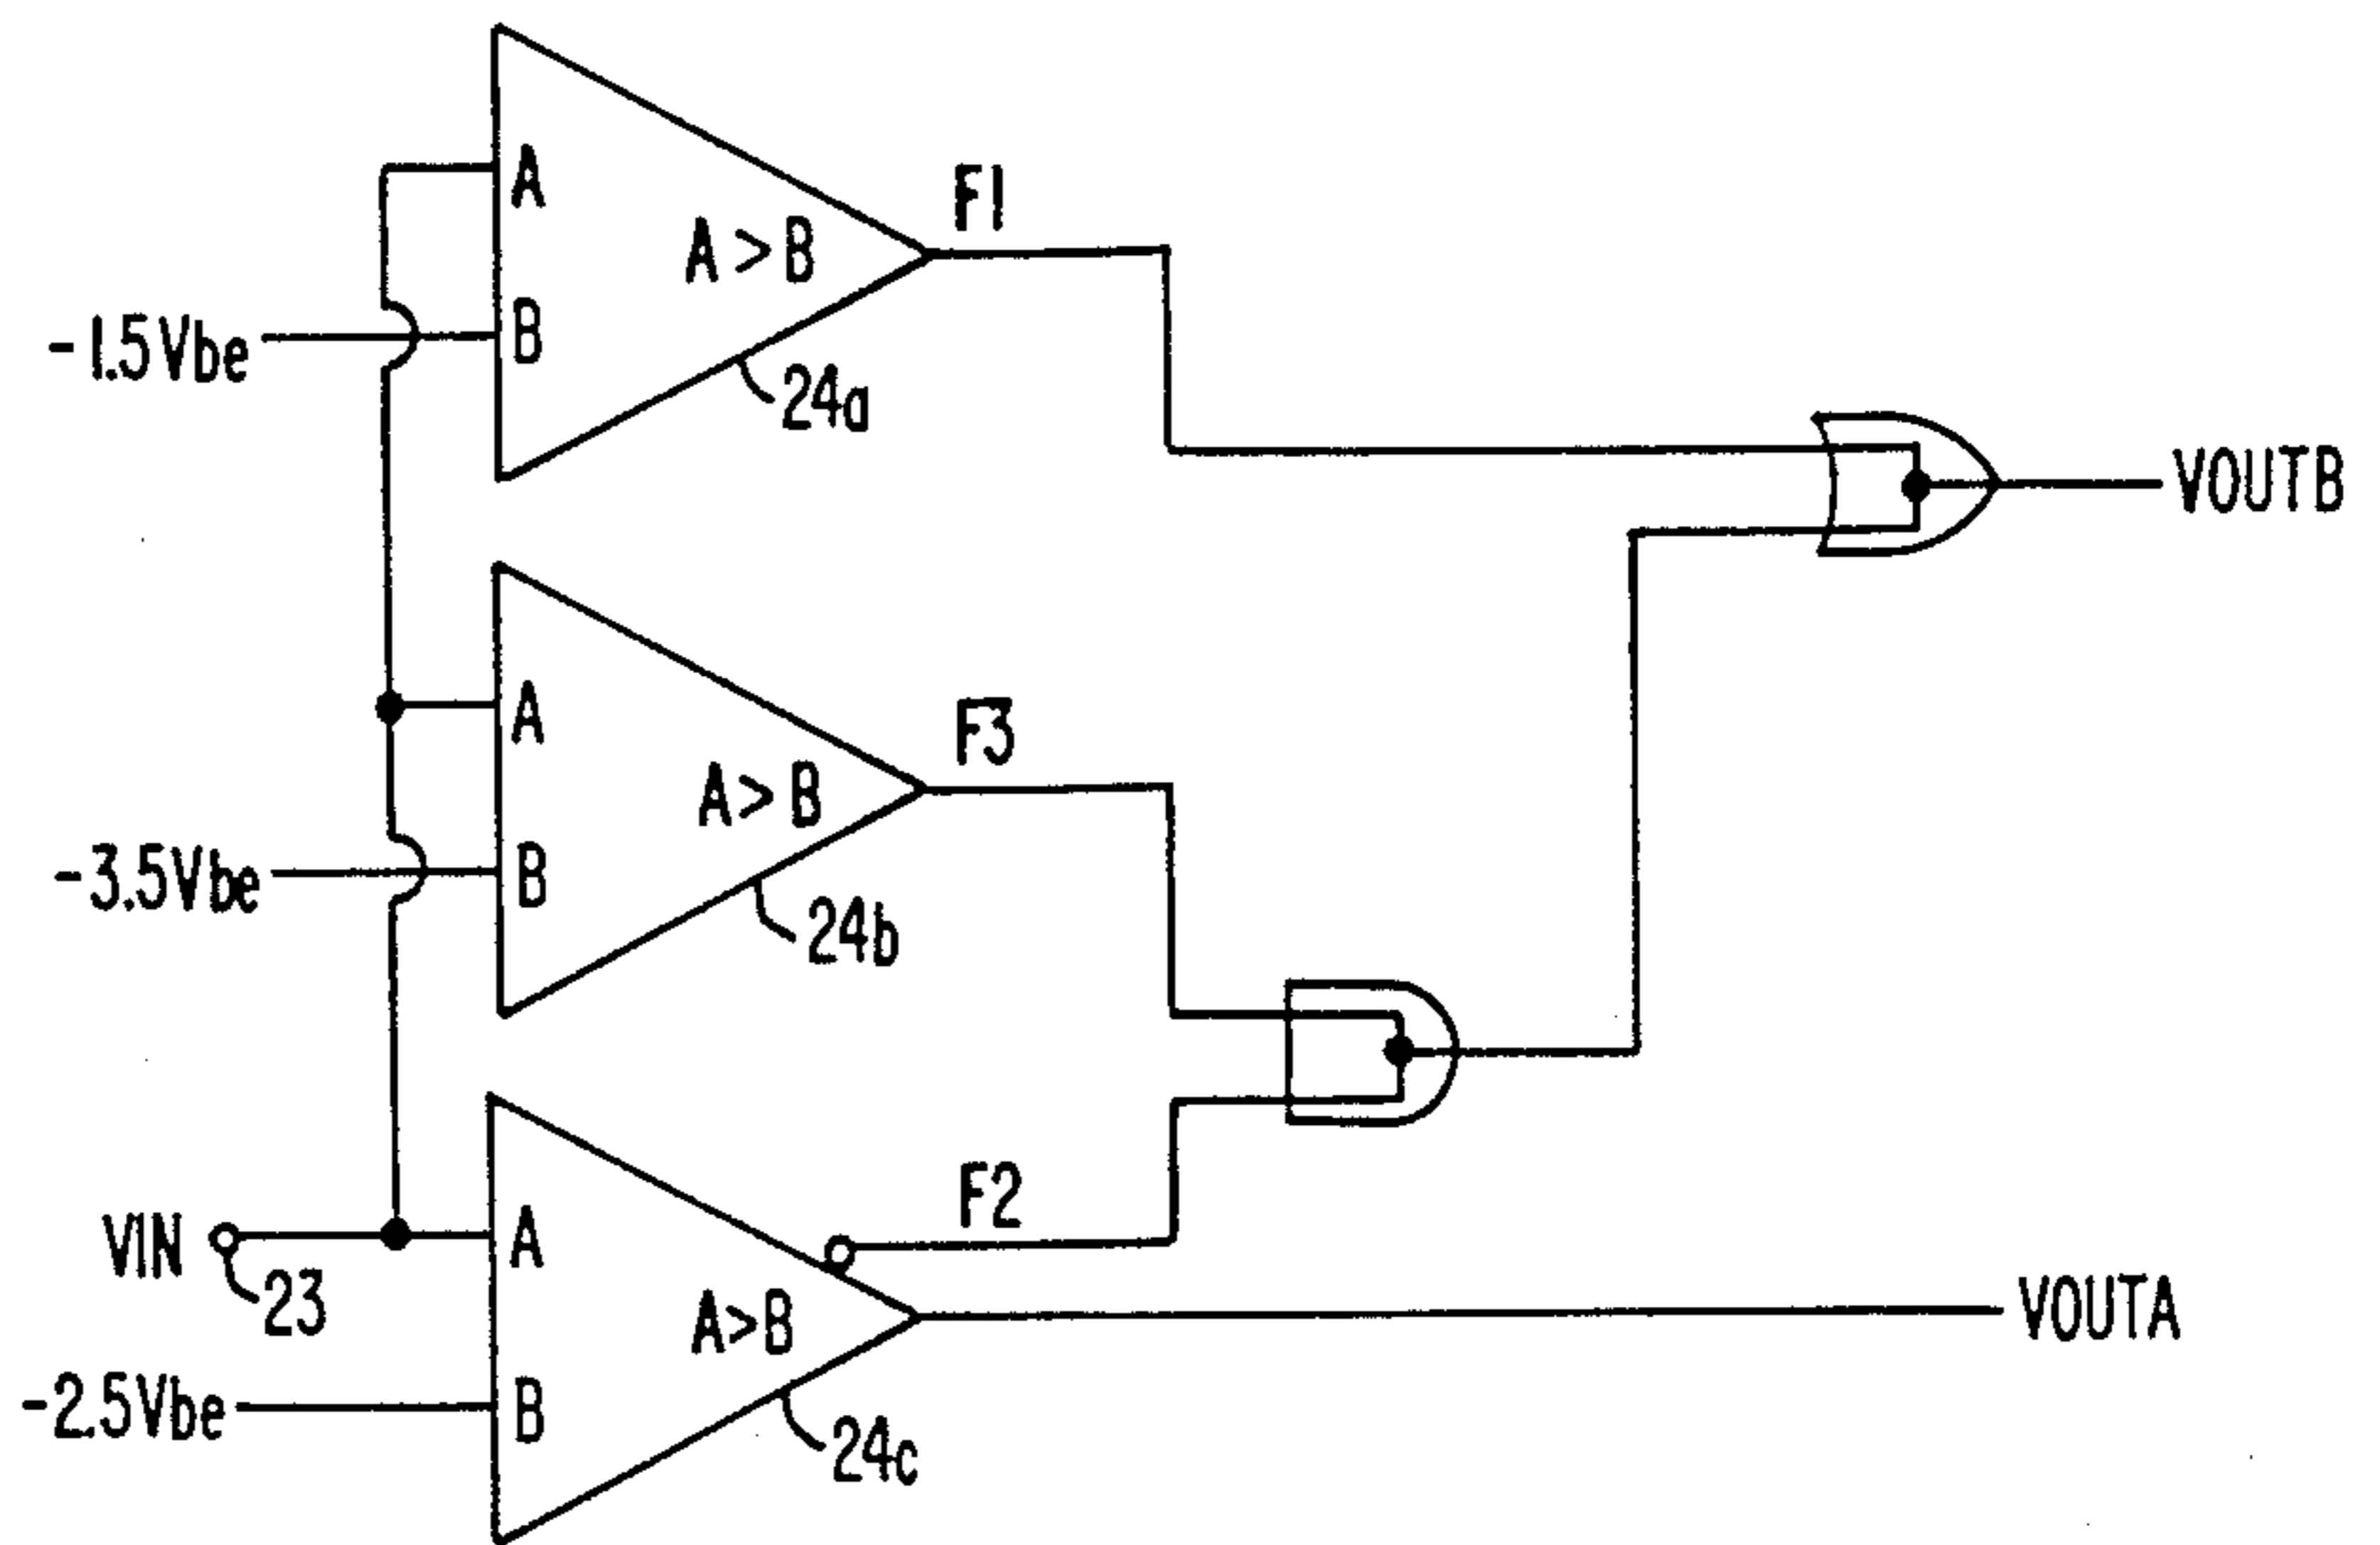 A
F1
A > B
-1.5Vbe
B
24a
VOUTB
A
F3
A > B
-3.5Vbe
B
24b
F2
VIN
A
23
A>B
VOUTA
-2.5Vbe
B
24c